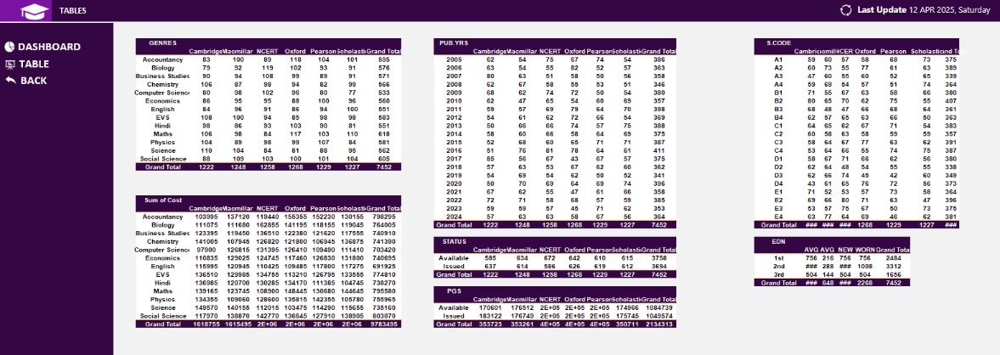 TABLES
Last Update 12 APR 2025, Saturday
DASHBOARD
TABLE
BACK
GENRES
Cambridge Macmillar NCERT Oxford Pearson Scholasti Grand Total
Accountancy 83 100 89 118 104 101 595
Biology 79 92 119 102 93 91 576
Business Studies 90 94 108 99 89 91 571
Chemistry 106 87 98 94 82 99 566
Computer Science 80 98 102 96 80 77 533
Economics 86 95 95 88 100 96 560
English 84 96 91 86 94 100 551
EVS 108 100 94 85 98 98 583
Hindi 98 86 93 103 90 81 551
Maths 106 98 84 117 103 110 618
Physics 104 89 98 99 107 84 581
Science 110 104 84 81 88 95 562
Social Science 88 109 103 100 101 104 605
Grand Total 1222 1248 1258 1268 1229 1227 7452
Sum of Cost
Cambridge Macmillar NCERT Oxford Pearson Scholasti Grand Total
Accountancy 103995 137120 119440 155355 152230 130155 798295
Biology 111075 111680 162855 141195 118155 119045 764005
Business Studies 123395 119450 136510 122380 121620 117555 740910
Chemistry 141005 107945 126820 121800 106945 136875 741390
Computer Science 97900 126815 131395 126410 109490 111410 703420
Economics 110835 129025 115745 117460 126830 131800 740695
English 115995 120945 110425 109485 117800 117275 691925
EVS 136510 129985 134755 113210 126795 133555 774810
Hindi 136985 120700 130285 134170 111385 104745 738270
Maths 139165 123745 108900 148445 130680 144645 795580
Physics 134355 109060 128600 135815 142355 105780 755965
Science 149570 140155 112015 103475 114290 115655 735160
Social Science 117970 138870 142770 136645 127910 138905 803070
Grand Total 1618755 1615495 2E+06 2E+06 2E+06 2E+06 9783495
PUB.YRS
Cambridge Macmillar NCERT Oxford Pearson Scholasti Grand Total
2005 62 54 75 67 74 54 386
2006 63 54 55 82 52 57 363
2007 80 63 51 58 50 56 358
2008 62 67 58 55 53 51 346
2009 68 62 74 72 50 54 380
2010 62 47 65 54 60 69 357
2011 59 57 69 79 64 70 398
2012 54 61 62 72 66 54 369
2013 50 66 66 74 57 75 388
2014 58 60 66 58 64 69 375
2015 52 68 60 65 71 71 387
2016 51 76 81 78 64 61 411
2017 85 56 67 43 67 57 375
2018 57 63 53 67 62 60 362
2019 54 69 54 62 50 52 341
2020 50 70 69 64 69 74 396
2021 67 62 55 47 61 66 358
2022 72 71 58 68 57 59 385
2023 59 59 57 45 71 62 353
2024 57 63 63 58 67 56 364
Grand Total 1222 1248 1258 1268 1229 1227 7452
STATUS
Cambridge Macmillar NCERT Oxford Pearson Scholasti Grand Total
Available 585 634 672 642 610 615 3758
Issued 637 614 586 626 619 612 3694
Grand Total 1222 1248 1258 1268 1229 1227 7452
PGS
Cambridge Macmillar NCERT Oxford Pearson Scholasti Grand Total
Available 170601 176512 2E+05 2E+05 2E+05 174966 1084739
Issued 183122 176749 2E+05 2E+05 2E+05 175745 1049574
Grand Total 353723 353261 4E+05 4E+05 4E+05 350711 2134313
S.CODE
Oxford Pearson Scholasti
A1 59 60 57 58 68 73 375
A2 60 73 55 77 61 63 389
A3 47 60 55 60 52 65 339
A4 59 69 54 57 51 74 364
B1 71 55 67 63 58 66 380
B2 80 65 70 62 75 55 407
B3 68 48 47 66 68 64 361
B4 62 57 65 63 66 50 363
C1 64 65 62 67 71 54 383
C2 60 58 63 58 59 59 357
C3 58 64 67 77 63 62 391
C4 53 64 66 55 74 75 387
D1 58 67 71 66 62 56 380
D2 62 64 48 54 55 55 338
D3 62 66 74 45 42 60 349
D4 43 61 65 76 72 56 373
E1 71 52 53 57 73 58 364
E2 69 66 80 71 63 47 396
E3 53 57 75 67 50 73 375
E4 63 77 64 69 46 62 381
Grand Total ### ### ### 1268 1229 1227 ###
EDN
AVG AVG NEW WORN Grand Total
1st 756 216 756 756 2484
2nd ### 288 ### 1008 3312
3rd 504 144 504 504 1656
Grand Total ### 648 ### 2268 7452